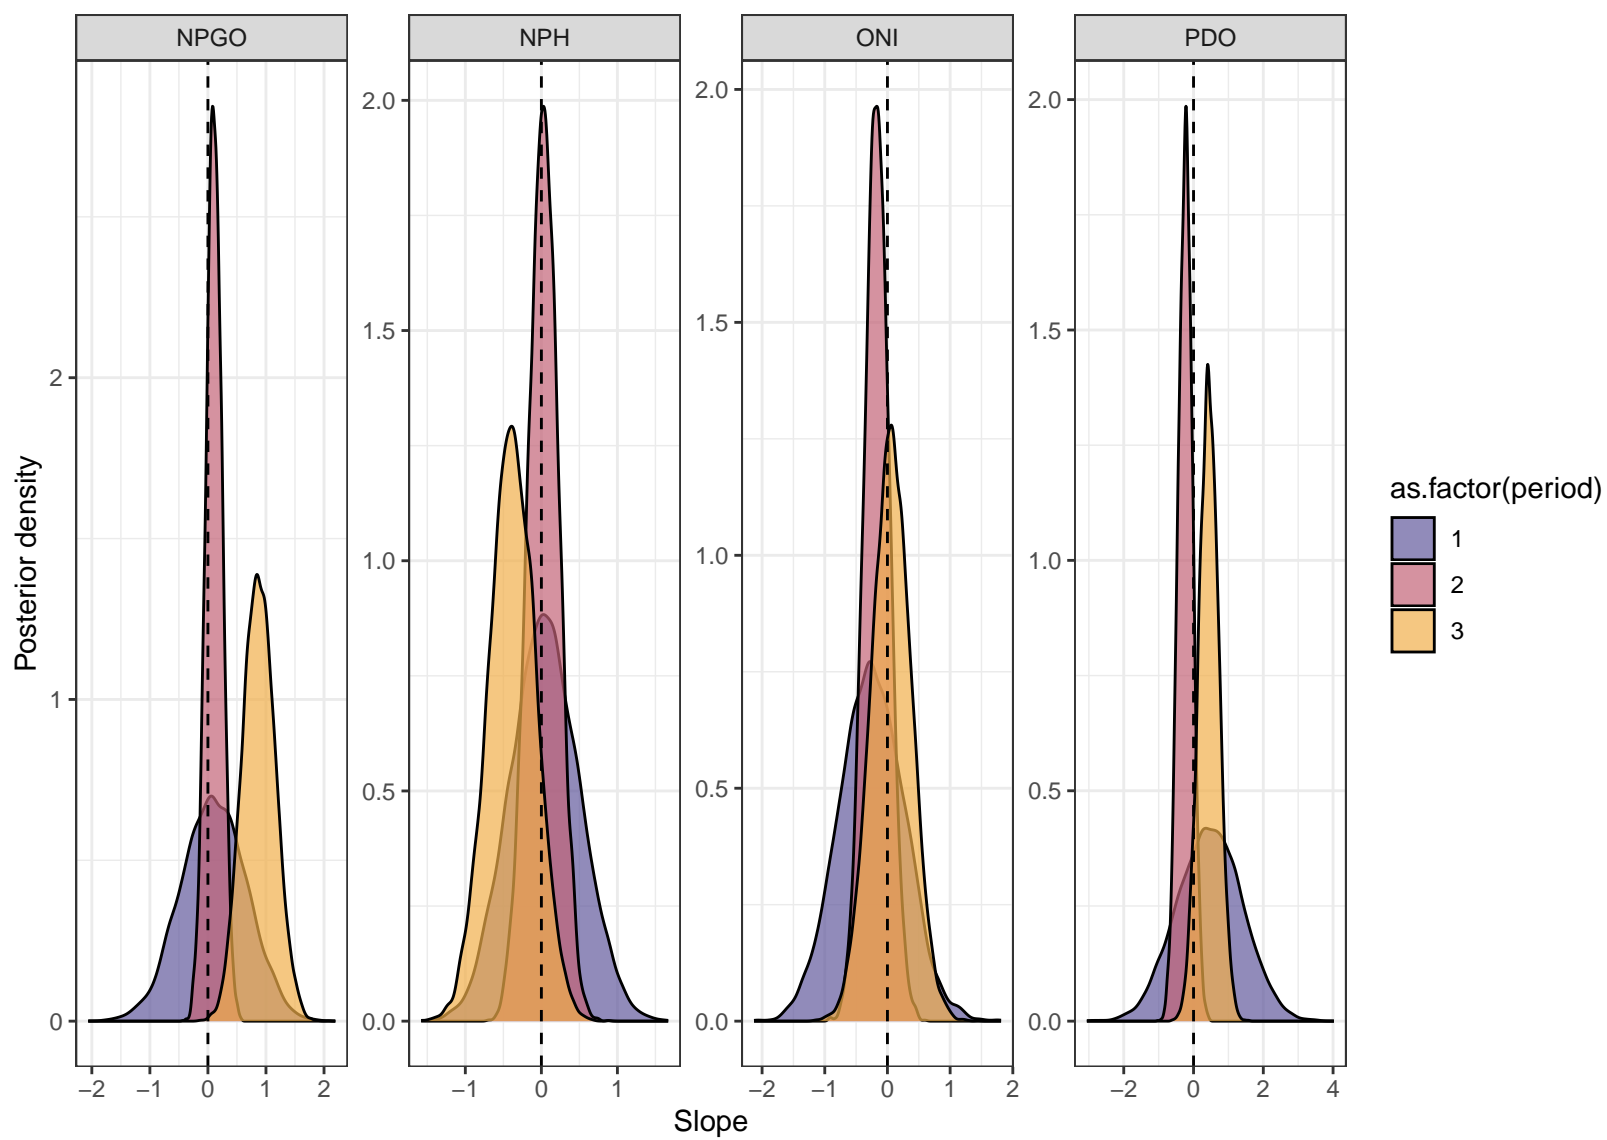 NPGO NPH ONI PDO
2.0 2.0 2.0
1.5 1.5 1.5
2
1.0 1.0 1.0
1
0.5 0.5 0.5
0 0.0 0.0 0.0
−2 −1 0 1 2 −1 0 1 −2 −1 0 1 2 −2 0 2 4
Slope
Posterior density
as.factor(period)
1
2
3